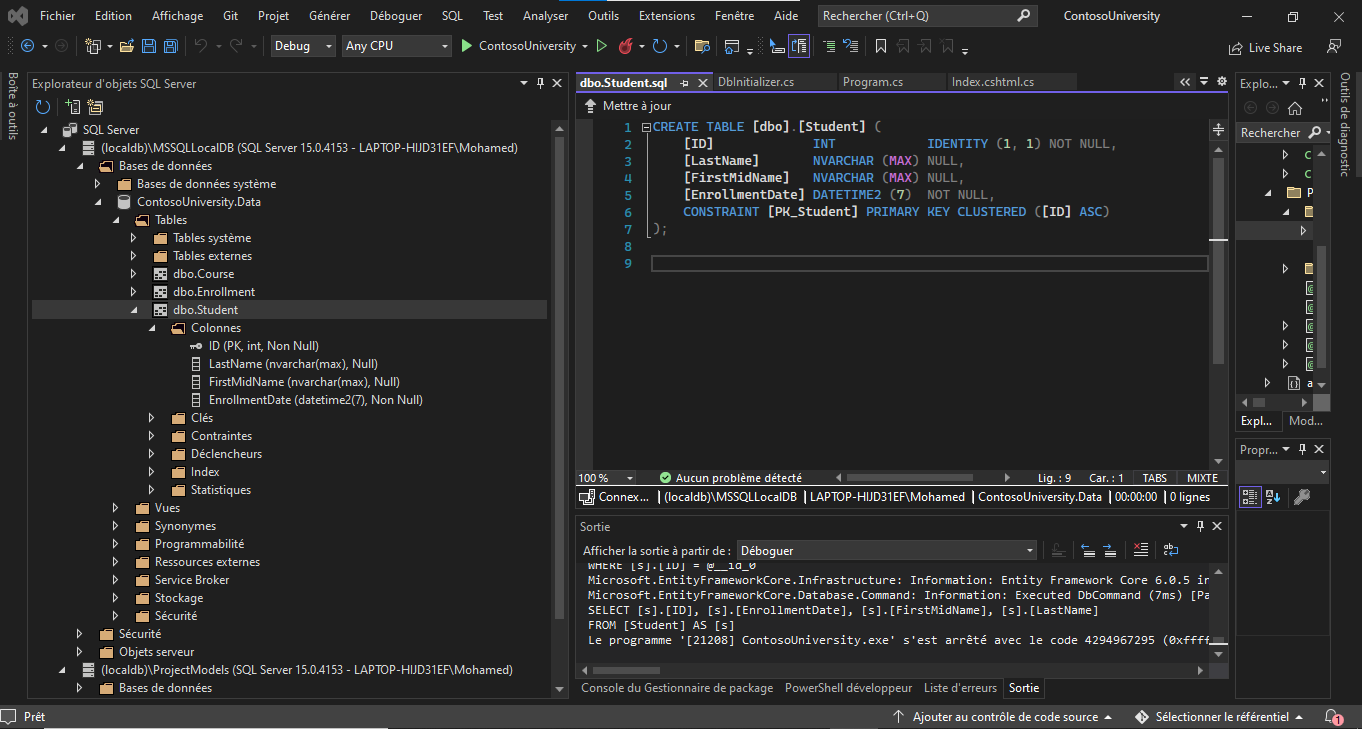 Fichier Edition Affichage Git Projet Générer Déboguer SQL Test Analyser Outils Extensions Fenêtre Aide Rechercher (Ctrl+Q) ContosoUniversity
Debug Any CPU ContosoUniversity Live Share
Boîte à outils
Explorateur d'objets SQL Server
SQL Server
(localdb)\MSSQLLocalDB (SQL Server 15.0.4153 - LAPTOP-HIJD31EF\Mohamed)
Bases de données
Bases de données système
ContosoUniversity.Data
Tables
Tables système
Tables externes
dbo.Course
dbo.Enrollment
dbo.Student
Colonnes
ID (PK, int, Non Null)
LastName (nvarchar(max), Null)
FirstMidName (nvarchar(max), Null)
EnrollmentDate (datetime2(7), Non Null)
Clés
Contraintes
Déclencheurs
Index
Statistiques
Vues
Synonymes
Programmabilité
Ressources externes
Service Broker
Stockage
Sécurité
Sécurité
Objets serveur
(localdb)\ProjectModels (SQL Server 15.0.4153 - LAPTOP-HIJD31EF\Mohamed)
Bases de données
dbo.Student.sql DbInitializer.cs Program.cs Index.cshtml.cs
Mettre à jour
1 CREATE TABLE [dbo].[Student] (
2 [ID] INT IDENTITY (1, 1) NOT NULL,
3 [LastName] NVARCHAR (MAX) NULL,
4 [FirstMidName] NVARCHAR (MAX) NULL,
5 [EnrollmentDate] DATETIME2 (7) NOT NULL,
6 CONSTRAINT [PK_Student] PRIMARY KEY CLUSTERED ([ID] ASC)
7 );
8
9
100 % Aucun problème détecté Lig. : 9 Car. : 1 TABS MIXTE
Connex... (localdb)\MSSQLLocalDB LAPTOP-HIJD31EF\Mohamed ContosoUniversity.Data 00:00:00 0 lignes
Sortie
Afficher la sortie à partir de : Déboguer
WHERE [s].[ID] = @__id_0
Microsoft.EntityFrameworkCore.Infrastructure: Information: Entity Framework Core 6.0.5 in
Microsoft.EntityFrameworkCore.Database.Command: Information: Executed DbCommand (7ms) [Pa
SELECT [s].[ID], [s].[EnrollmentDate], [s].[FirstMidName], [s].[LastName]
FROM [Student] AS [s]
Le programme '[21208] ContosoUniversity.exe' s'est arrêté avec le code 4294967295 (0xffff
Console du Gestionnaire de package PowerShell développeur Liste d'erreurs Sortie
Explo...
Rechercher
C
C
P
a
Expl... Mod...
Propr...
Outils de diagnostic
Prêt Ajouter au contrôle de code source Sélectionner le référentiel 1